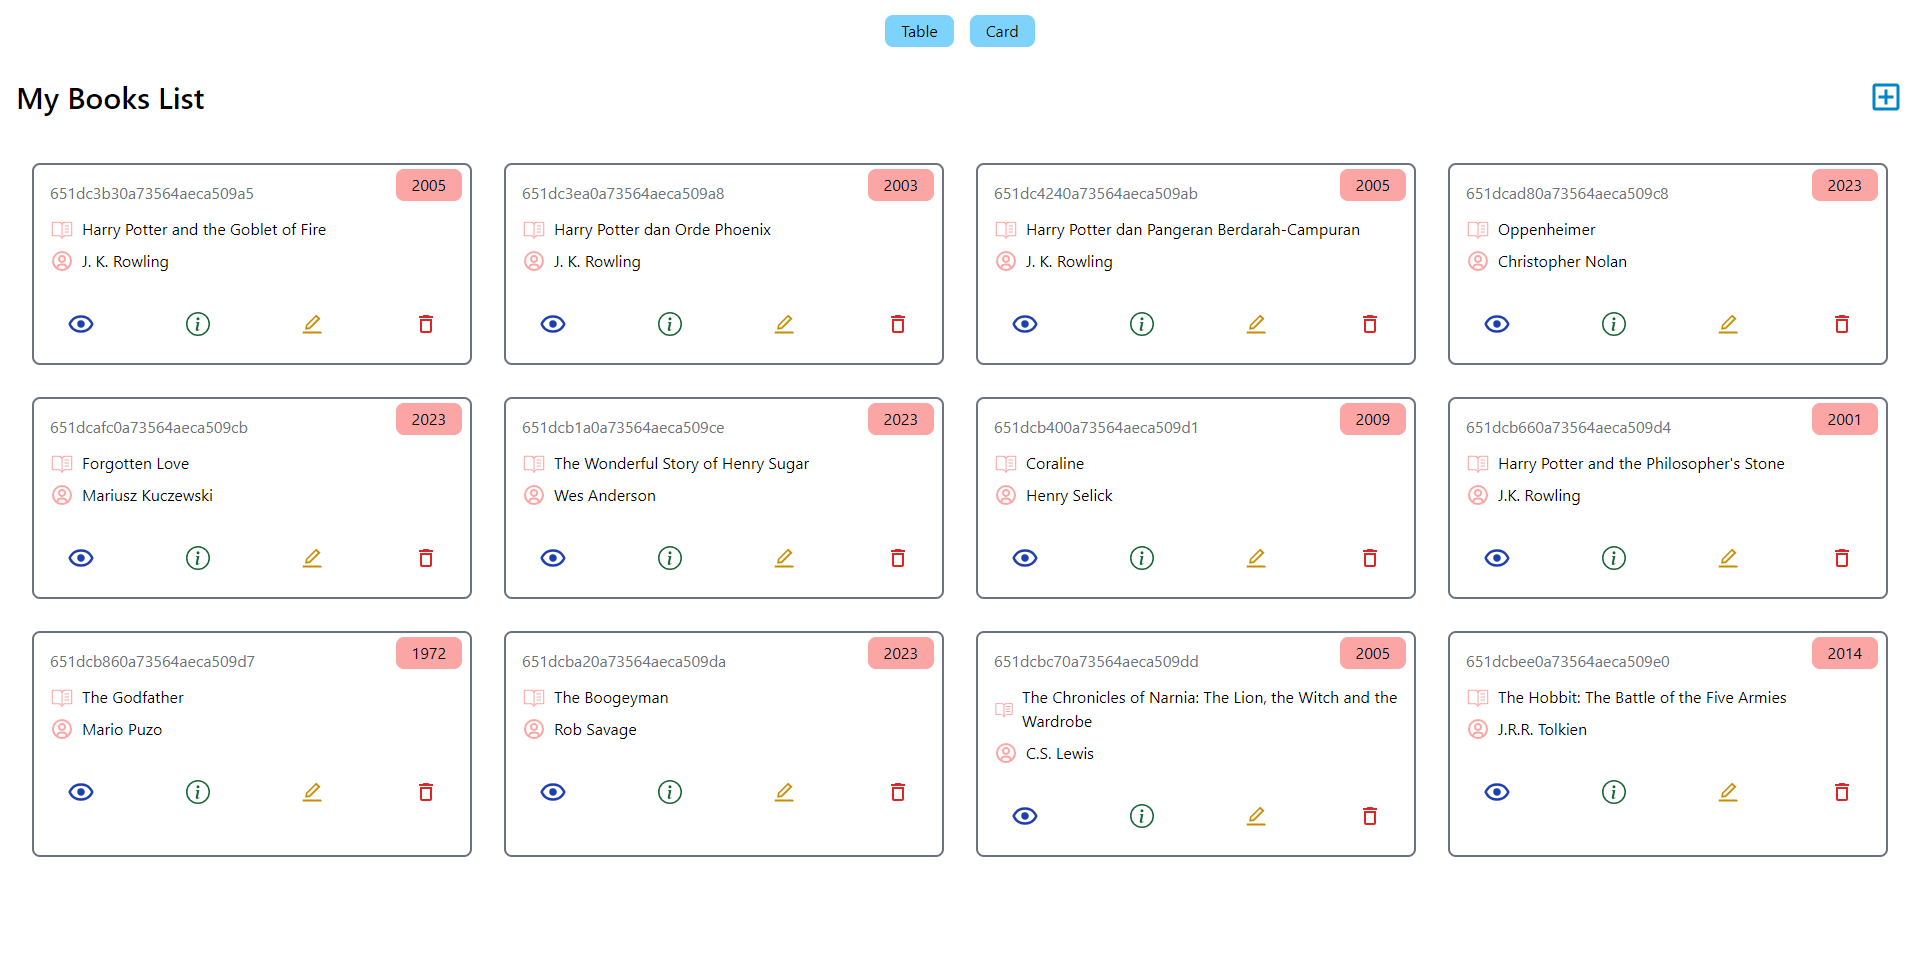 Table
Card
My Books List
651dc3b30a73564aeca509a5
2005
Harry Potter and the Goblet of Fire
J. K. Rowling
651dc3ea0a73564aeca509a8
2003
Harry Potter dan Orde Phoenix
J. K. Rowling
651dc4240a73564aeca509ab
2005
Harry Potter dan Pangeran Berdarah-Campuran
J. K. Rowling
651dcad80a73564aeca509c8
2023
Oppenheimer
Christopher Nolan
651dcafc0a73564aeca509cb
2023
Forgotten Love
Mariusz Kuczewski
651dcb1a0a73564aeca509ce
2023
The Wonderful Story of Henry Sugar
Wes Anderson
651dcb400a73564aeca509d1
2009
Coraline
Henry Selick
651dcb660a73564aeca509d4
2001
Harry Potter and the Philosopher's Stone
J.K. Rowling
651dcb860a73564aeca509d7
1972
The Godfather
Mario Puzo
651dcba20a73564aeca509da
2023
The Boogeyman
Rob Savage
651dcbc70a73564aeca509dd
2005
The Chronicles of Narnia: The Lion, the Witch and the
Wardrobe
C.S. Lewis
651dcbee0a73564aeca509e0
2014
The Hobbit: The Battle of the Five Armies
J.R.R. Tolkien